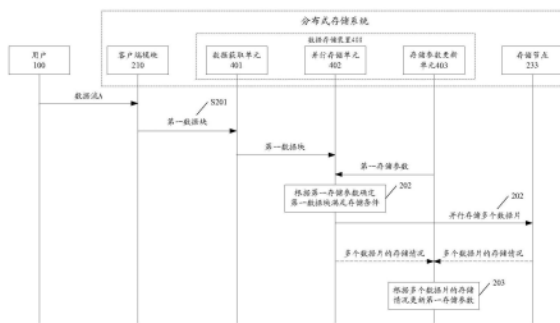 分布式存储系统
数据存储装置400
用户
100
客户端模块
210
数据获取单元
401
并行存储单元
402
存储参数更新
单元403
存储节点
233
数据流A
S201
第一数据块
第一数据块
第一存储参数
202
根据第一存储参数确定
第一数据块满足存储条件
202
并行存储多个数据片
多个数据片的存储情况
多个数据片的存储情况
203
根据多个数据片的存储
情况更新第一存储参数